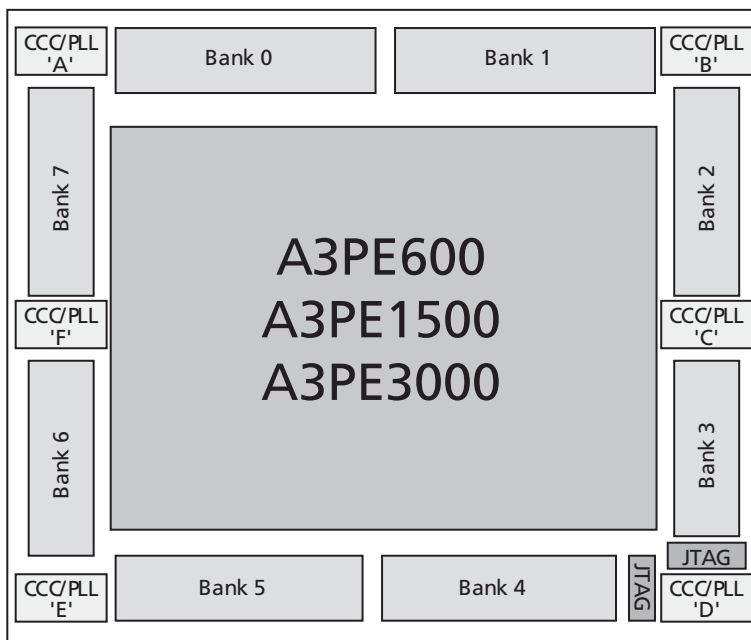 CCC/PLL
'A'
Bank 0
Bank 1
CCC/PLL
'B'
Bank 7
Bank 2
A3PE600
A3PE1500
A3PE3000
CCC/PLL
'F'
CCC/PLL
'C'
Bank 6
Bank 3
JTAG
CCC/PLL
'E'
Bank 5
Bank 4
JTAG
CCC/PLL
'D'